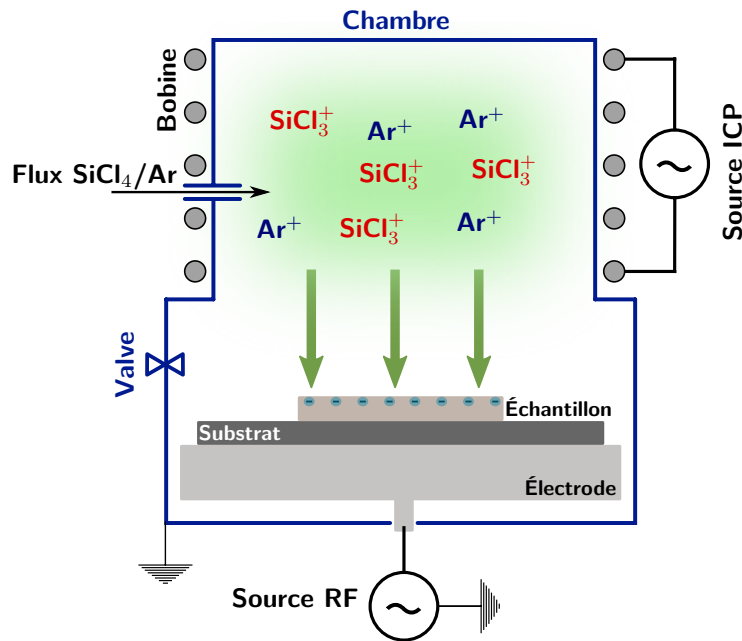 Chambre
Bobine
SiCl₃⁺
Ar⁺
Ar⁺
Source ICP
Flux SiCl₄/Ar
SiCl₃⁺
SiCl₃⁺
Ar⁺
SiCl₃⁺
Ar⁺
Valve
Échantillon
Substrat
Électrode
Source RF